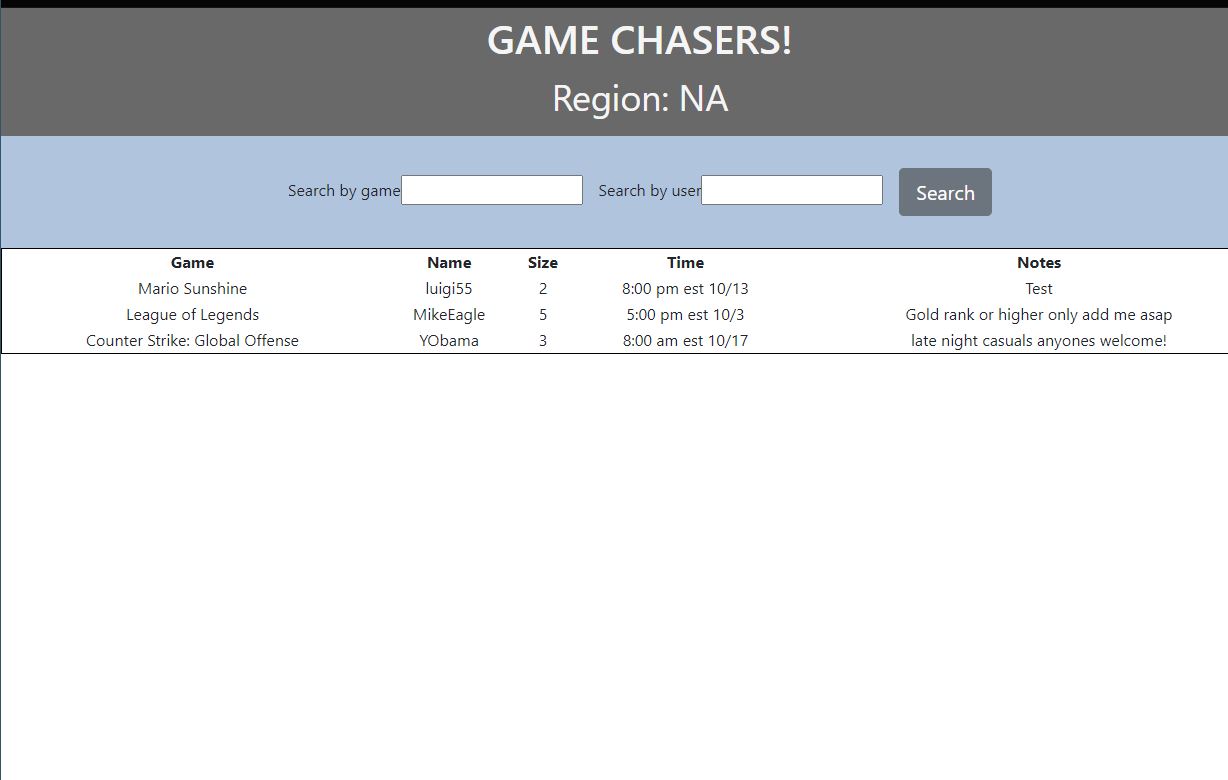 GAME CHASERS!
Region: NA
Search by game Search by user Search
Game Name Size Time Notes
Mario Sunshine luigi55 2 8:00 pm est 10/13 Test
League of Legends MikeEagle 5 5:00 pm est 10/3 Gold rank or higher only add me asap
Counter Strike: Global Offense YObama 3 8:00 am est 10/17 late night casuals anyones welcome!